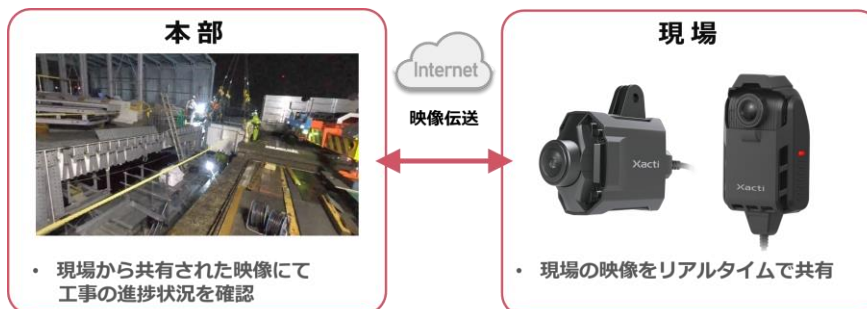 本部
Internet
映像伝送
現場
Xacti
Xacti
• 現場から共有された映像にて
工事の進捗状況を確認
• 現場の映像をリアルタイムで共有